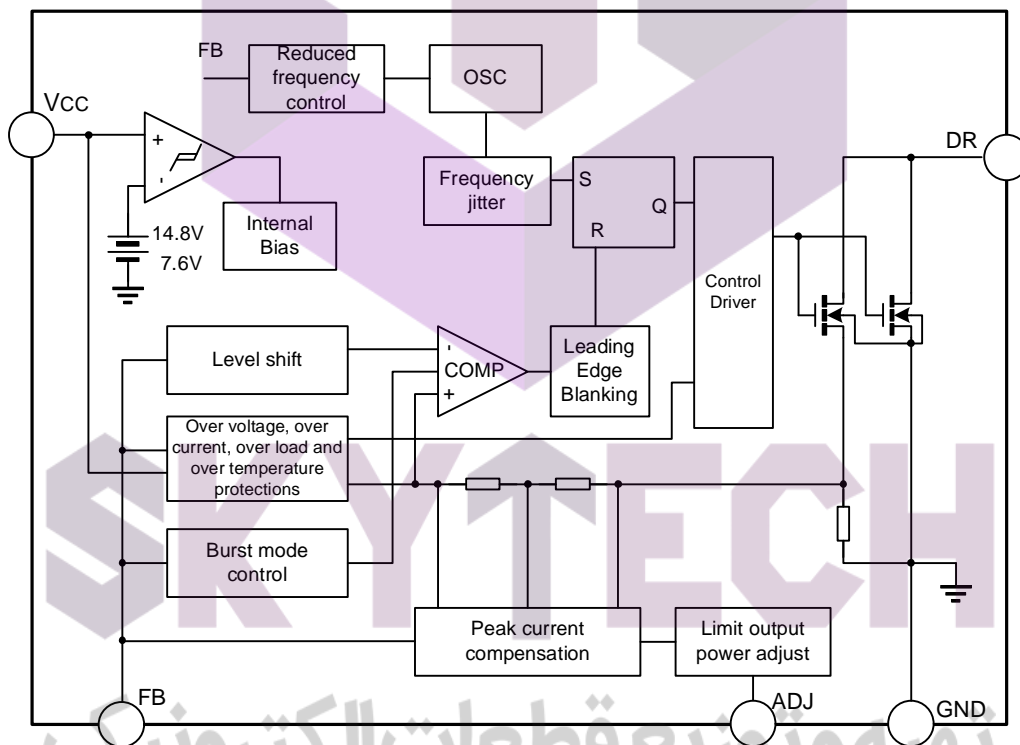 FB
Reduced
frequency
control
OSC
VCC
DR
+
-
Frequency
jitter
S
Q
R
14.8V
7.6V
Internal
Bias
Control
Driver
Level shift
-
COMP
+
Leading
Edge
Blanking
Over voltage, over
current, over load and
over temperature
protections
SKYTECH
Burst mode
control
Peak current
compensation
Limit output
power adjust
FB
ADJ
GND